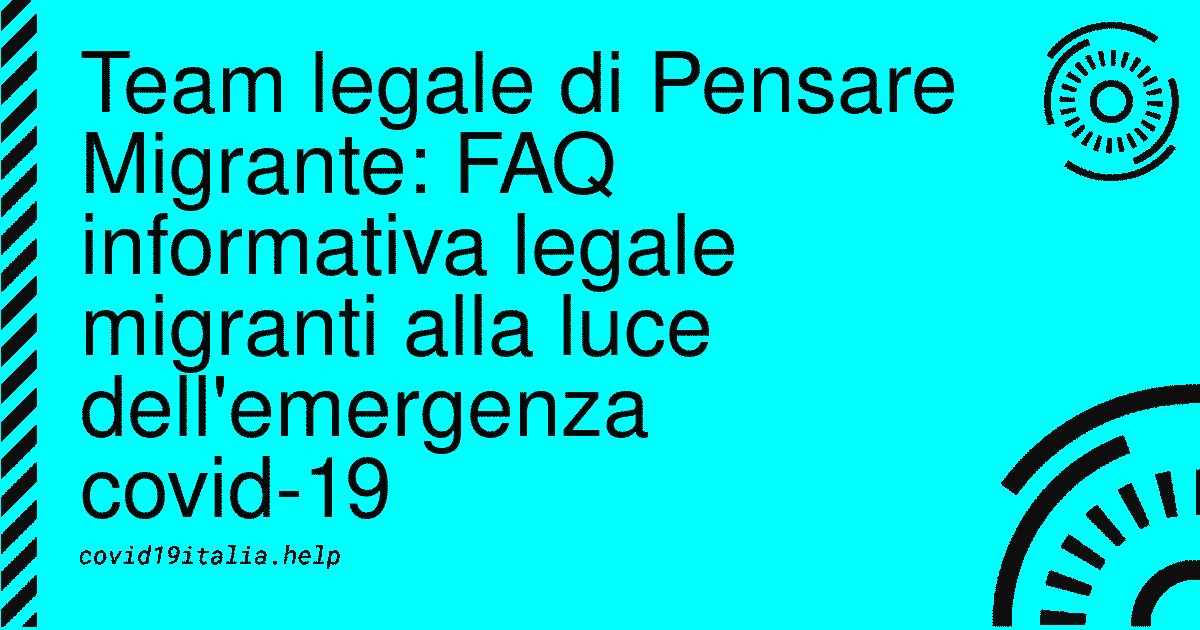 Team legale di Pensare
Migrante: FAQ
informativa legale
migranti alla luce
dell'emergenza
covid-19
covid19italia.help